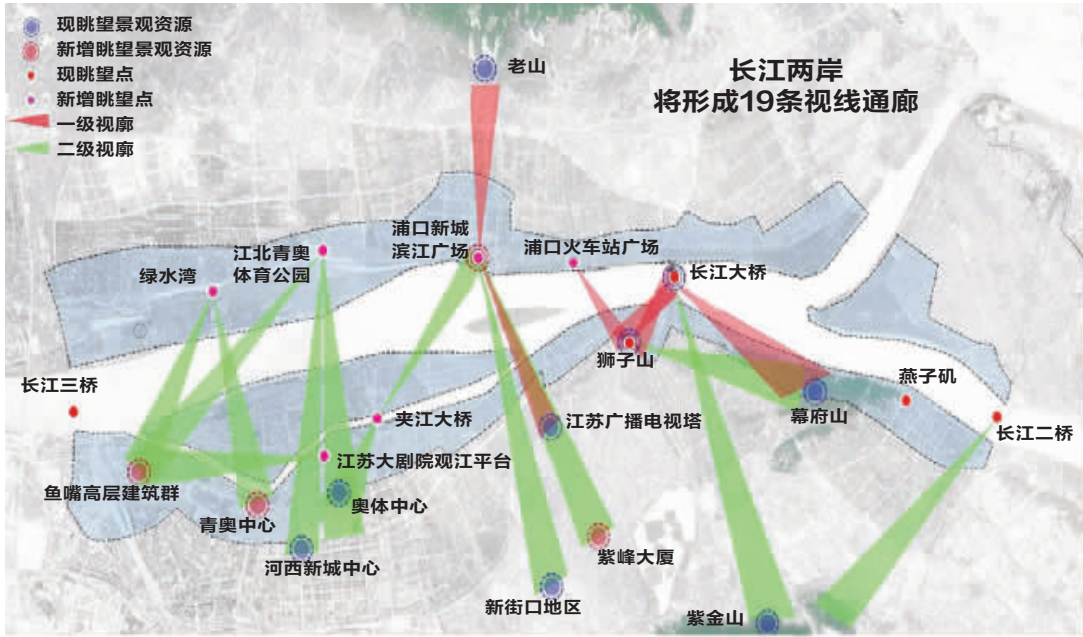 现眺望景观资源
新增眺望景观资源
现眺望点
新增眺望点
一级视廊
二级视廊
长江两岸
将形成19条视线通廊
老山
浦口新城
滨江广场
浦口火车站广场
江北青奥
体育公园
绿水湾
长江大桥
狮子山
燕子矶
长江三桥
幕府山
夹江大桥
江苏广播电视塔
长江二桥
江苏大剧院观江平台
鱼嘴高层建筑群
奥体中心
青奥中心
紫峰大厦
河西新城中心
新街口地区
紫金山